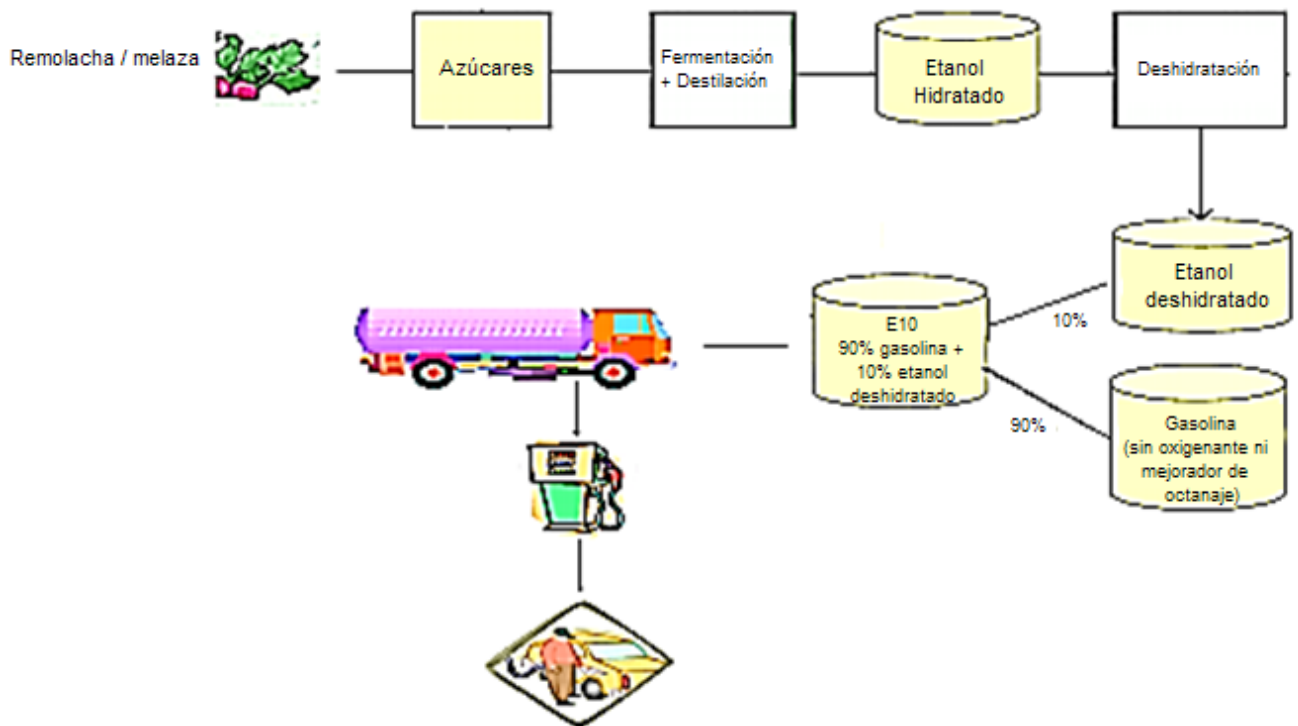 Remolacha / melaza
Azúcares
Fermentación
+ Destilación
Etanol
Hidratado
Deshidratación
Etanol
deshidratado
10%
E10
90% gasolina +
10% etanol
deshidratado
90%
Gasolina
(sin oxigenante ni
mejorador de
octanaje)